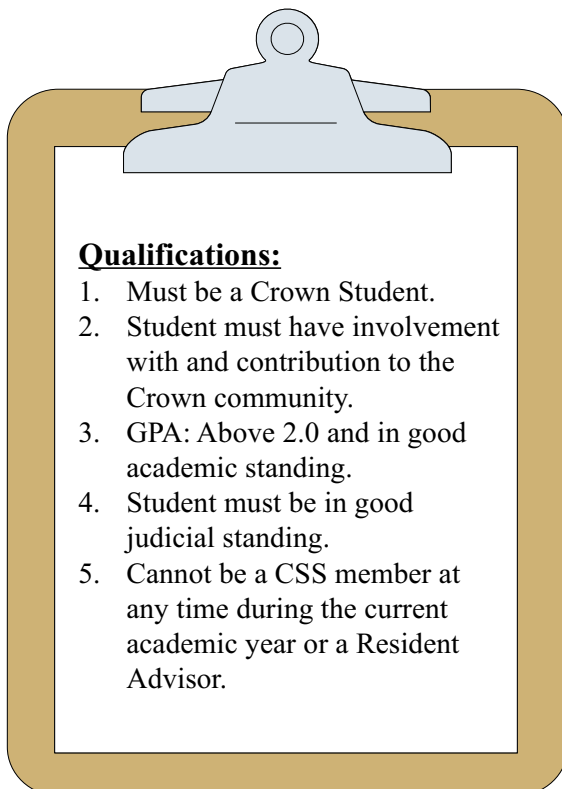 Qualifications:
1. Must be a Crown Student.
2. Student must have involvement
with and contribution to the
Crown community.
3. GPA: Above 2.0 and in good
academic standing.
4. Student must be in good
judicial standing.
5. Cannot be a CSS member at
any time during the current
academic year or a Resident
Advisor.